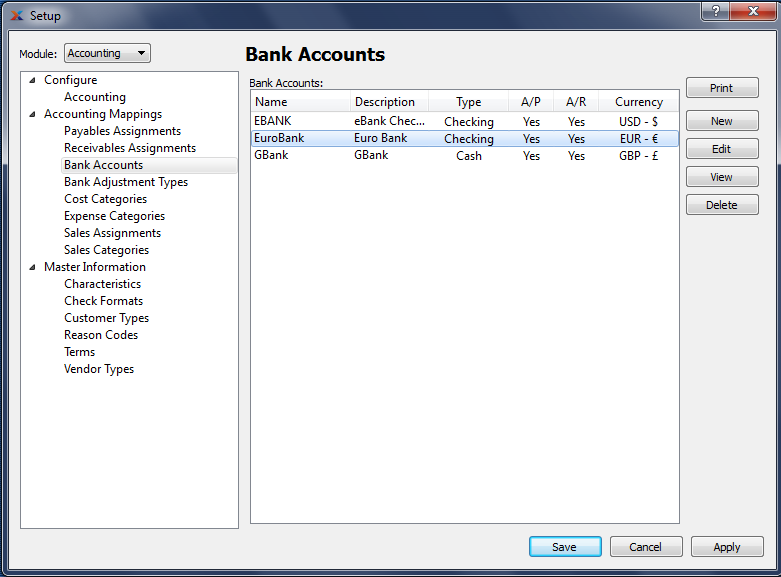 Setup
?
Module: Accounting
Bank Accounts
Configure
Accounting
Accounting Mappings
Payables Assignments
Receivables Assignments
Bank Accounts
Bank Adjustment Types
Cost Categories
Expense Categories
Sales Assignments
Sales Categories
Master Information
Characteristics
Check Formats
Customer Types
Reason Codes
Terms
Vendor Types
Bank Accounts:
Name Description Type A/P A/R Currency
EBANK eBank Chec... Checking Yes Yes USD - $
EuroBank Euro Bank Checking Yes Yes EUR - €
GBank GBank Cash Yes Yes GBP - £
Print
New
Edit
View
Delete
Save Cancel Apply